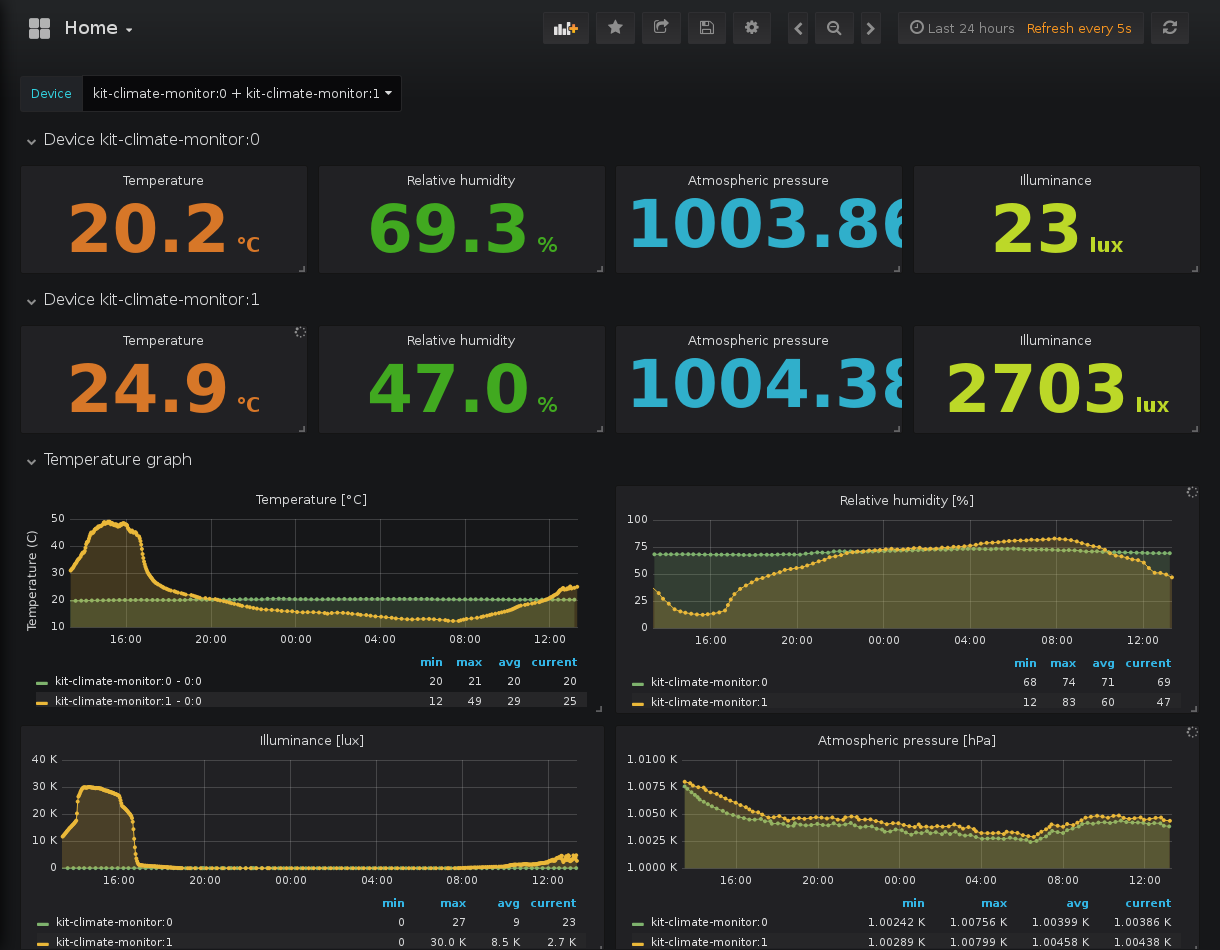 Home
Last 24 hours Refresh every 5s
Device kit-climate-monitor:0 + kit-climate-monitor:1
Device kit-climate-monitor:0
Temperature Relative humidity Atmospheric pressure Illuminance
20.2 °C 69.3 % 1003.86 23 lux
Device kit-climate-monitor:1
Temperature Relative humidity Atmospheric pressure Illuminance
24.9 °C 47.0 % 1004.38 2703 lux
Temperature graph
Temperature [°C]
Temperature (C)
50
40
30
20
10
16:00 20:00 00:00 04:00 08:00 12:00
min max avg current
kit-climate-monitor:0 - 0:0 20 21 20 20
kit-climate-monitor:1 - 0:0 12 49 29 25
Relative humidity [%]
100
75
50
25
0
16:00 20:00 00:00 04:00 08:00 12:00
min max avg current
kit-climate-monitor:0 68 74 71 69
kit-climate-monitor:1 12 83 60 47
Illuminance [lux]
40 K
30 K
20 K
10 K
0
16:00 20:00 00:00 04:00 08:00 12:00
min max avg current
kit-climate-monitor:0 0 27 9 23
kit-climate-monitor:1 0 30.0 K 8.5 K 2.7 K
Atmospheric pressure [hPa]
1.0100 K
1.0075 K
1.0050 K
1.0025 K
1.0000 K
16:00 20:00 00:00 04:00 08:00 12:00
min max avg current
kit-climate-monitor:0 1.00242 K 1.00756 K 1.00399 K 1.00386 K
kit-climate-monitor:1 1.00289 K 1.00799 K 1.00458 K 1.00438 K